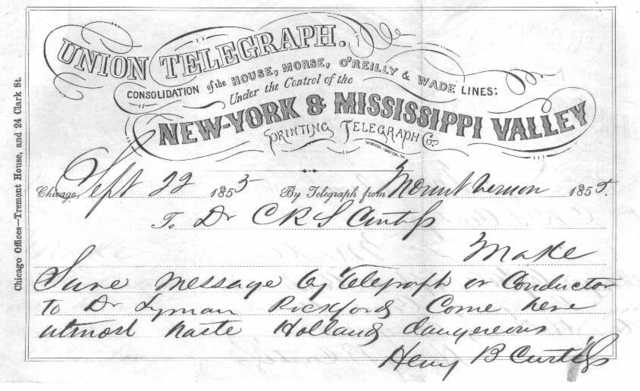 UNION TELEGRAPH.
CONSOLIDATION of the HOUSE, MORSE, O'REILLY & WADE LINES;
Under the Control of the
NEW-YORK & MISSISSIPPI VALLEY
PRINTING TELEGRAPH Co.
Chicago, Sept 22 1855 By Telegraph from Mount Vernon 1855.
To Dr C R S Curtiss
Make
Sure message by Telegraph or Conductor
to Dr Lyman Pickford Come here
utmost haste Holland dangereous
Henry B Curtiss
Chicago Offices—Tremont House, and 24 Clark St.